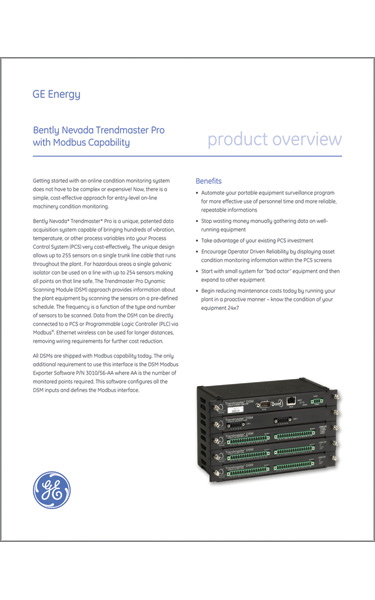 GE Energy
Bently Nevada Trendmaster Pro
with Modbus Capability
product overview
Getting started with an online condition monitoring system
does not have to be complex or expensive! Now, there is a
simple, cost-effective approach for entry-level on-line
machinery condition monitoring.
Bently Nevada* Trendmaster* Pro is a unique, patented data
acquisition system capable of bringing hundreds of vibration,
temperature, or other process variables into your Process
Control System (PCS) very cost-effectively. The unique design
allows up to 255 sensors on a single trunk line cable that runs
throughout the plant. For hazardous areas a single galvanic
isolator can be used on a line with up to 254 sensors making
all points on that line safe. The Trendmaster Pro Dynamic
Scanning Module (DSM) approach provides information about
the plant equipment by scanning the sensors on a pre-defined
schedule. The frequency is a function of the type and number
of sensors to be scanned. Data from the DSM can be directly
connected to a PCS or Programmable Logic Controller (PLC) via
Modbus®. Ethernet wireless can be used for longer distances,
removing wiring requirements for further cost reduction.
All DSMs are shipped with Modbus capability today. The only
additional requirement to use this interface is the DSM Modbus
Exporter Software P/N 3010/56-AA where AA is the number of
monitored points required. This software configures all the
DSM inputs and defines the Modbus interface.
Benefits
• Automate your portable equipment surveillance program
for more effective use of personnel time and more reliable,
repeatable informations
• Stop wasting money manually gathering data on well-
running equipment
• Take advantage of your existing PCS investment
• Encourage Operator Driven Reliability by displaying asset
condition monitoring information within the PCS screens
• Start with small system for "bad actor" equipment and then
expand to other equipment
• Begin reducing maintenance costs today by running your
plant in a proactive manner – know the condition of your
equipment 24x7